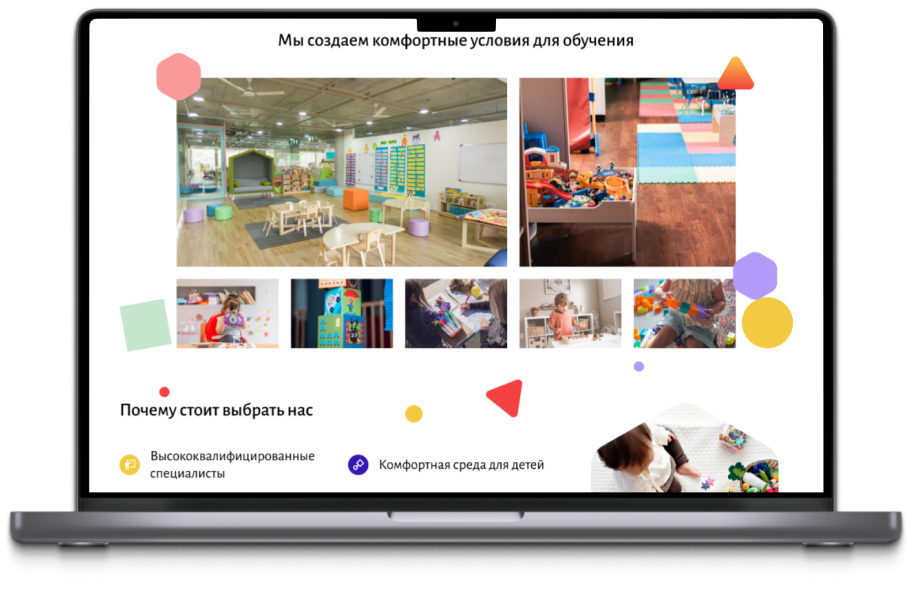 Мы создаем комфортные условия для обучения
Почему стоит выбрать нас
Высококвалифицированные
специалисты
Комфортная среда для детей